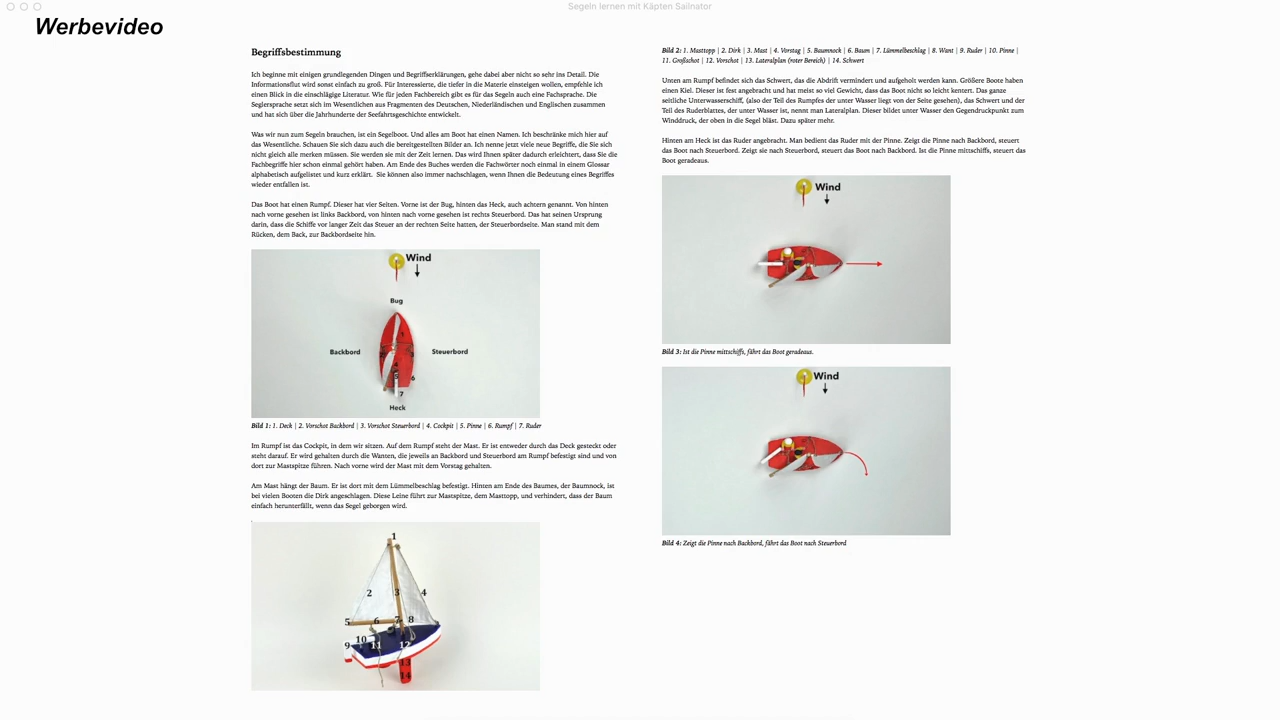 Segeln lernen mit Käpten Sailnator
Werbevideo
Begriffsbestimmung
Ich beginne mit einigen grundlegenden Dingen und Begriffserklärungen, gehe dabei aber nicht so sehr ins Detail. Die
Informationsflut wird sonst einfach zu groß. Für Interessierte, die tiefer in die Materie einsteigen wollen, empfehle ich
einen Blick in die einschlägige Literatur. Wie für jeden Fachbereich gibt es für das Segeln auch eine Fachsprache. Die
Seglersprache setzt sich im Wesentlichen aus Fragmenten des Deutschen, Niederländischen und Englischen zusammen
und hat sich über die Jahrhunderte der Seefahrtsgeschichte entwickelt.
Was wir nun zum Segeln brauchen, ist ein Segelboot. Und alles am Boot hat einen Namen. Ich beschränke mich hier auf
das Wesentliche. Schauen Sie sich dazu auch die bereitgestellten Bilder an. Ich nenne jetzt viele neue Begriffe, die Sie sich
nicht gleich alle merken müssen. Sie werden sie mit der Zeit lernen. Das wird Ihnen später dadurch erleichtert, dass Sie die
Fachbegriffe hier schon einmal gehört haben. Am Ende des Buches werden die Fachwörter noch einmal in einem Glossar
alphabetisch aufgelistet und kurz erklärt.  Sie können also immer nachschlagen, wenn Ihnen die Bedeutung eines Begriffes
wieder entfallen ist.
Das Boot hat einen Rumpf. Dieser hat vier Seiten. Vorne ist der Bug, hinten das Heck, auch achtern genannt. Von hinten
nach vorne gesehen ist links Backbord, von hinten nach vorne gesehen ist rechts Steuerbord. Das hat seinen Ursprung
darin, dass die Schiffe vor langer Zeit das Steuer an der rechten Seite hatten, der Steuerbordseite. Man stand mit dem
Rücken, dem Back, zur Backbordseite hin.
Wind
Bug
Backbord
Steuerbord
5
6
7
Heck
Bild 1: 1. Deck | 2. Vorschot Backbord | 3. Vorschot Steuerbord | 4. Cockpit | 5. Pinne | 6. Rumpf | 7. Ruder
Im Rumpf ist das Cockpit, in dem wir sitzen. Auf dem Rumpf steht der Mast. Er ist entweder durch das Deck gesteckt oder
steht darauf. Er wird gehalten durch die Wanten, die jeweils an Backbord und Steuerbord am Rumpf befestigt sind und von
dort zur Mastspitze führen. Nach vorne wird der Mast mit dem Vorstag gehalten.
Am Mast hängt der Baum. Er ist dort mit dem Lümmelbeschlag befestigt. Hinten am Ende des Baumes, der Baumnock, ist
bei vielen Booten die Dirk angeschlagen. Diese Leine führt zur Mastspitze, dem Masttopp, und verhindert, dass der Baum
einfach herunterfällt, wenn das Segel geborgen wird.
1
2
3
4
5
6
7
8
9
10
11
12
13
14
Bild 2: 1. Masttopp | 2. Dirk | 3. Mast | 4. Vorstag | 5. Baumnock | 6. Baum | 7. Lümmelbeschlag | 8. Want | 9. Ruder | 10. Pinne |
11. Großschot | 12. Vorschot | 13. Lateralplan (roter Bereich) | 14. Schwert
Unten am Rumpf befindet sich das Schwert, das die Abdrift vermindert und aufgeholt werden kann. Größere Boote haben
einen Kiel. Dieser ist fest angebracht und hat meist so viel Gewicht, dass das Boot nicht so leicht kentert. Das ganze
seitliche Unterwasserschiff, (also der Teil des Rumpfes der unter Wasser liegt von der Seite gesehen), das Schwert und der
Teil des Ruderblattes, der unter Wasser ist, nennt man Lateralplan. Dieser bildet unter Wasser den Gegendruckpunkt zum
Winddruck, der oben in die Segel bläst. Dazu später mehr.
Hinten am Heck ist das Ruder angebracht. Man bedient das Ruder mit der Pinne. Zeigt die Pinne nach Backbord, steuert
das Boot nach Steuerbord. Zeigt sie nach Steuerbord, steuert das Boot nach Backbord. Ist die Pinne mittschiffs, steuert das
Boot geradeaus.
Wind
Bild 3: Ist die Pinne mittschiffs, fährt das Boot geradeaus.
Wind
Bild 4: Zeigt die Pinne nach Backbord, fährt das Boot nach Steuerbord